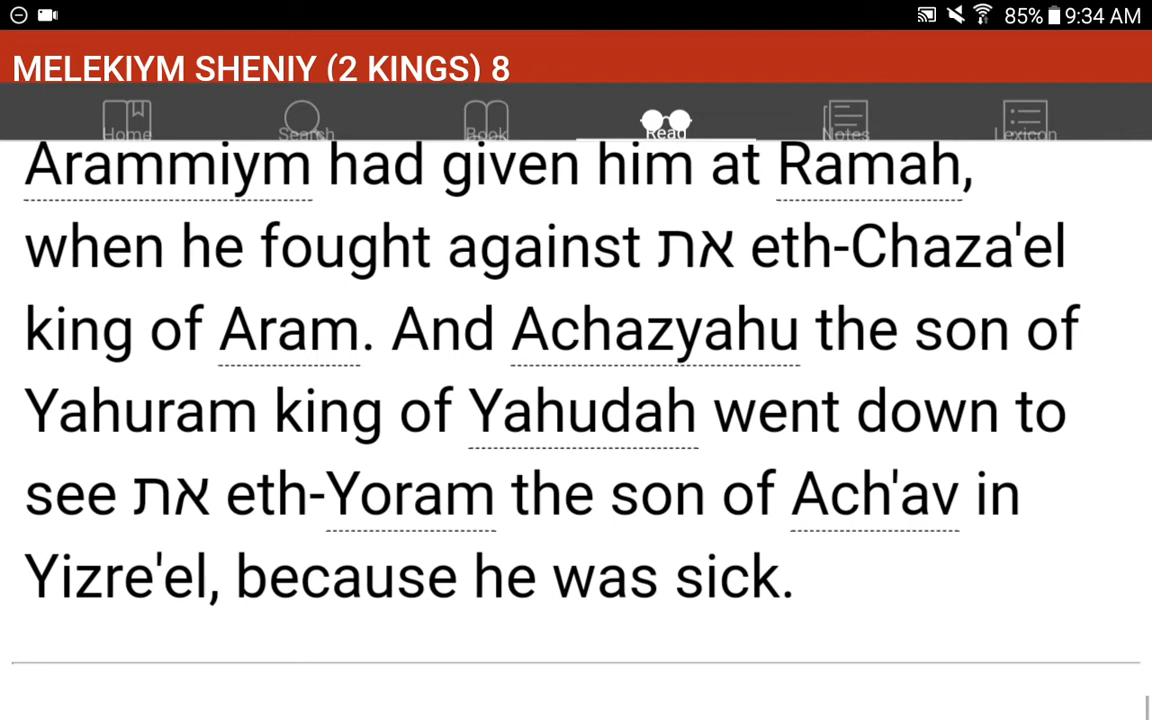 85% 9:34 AM
MELEKIYM SHENIY (2 KINGS) 8
Home Search Book Read Notes Lexicon
Arammiym had given him at Ramah,
when he fought against את eth-Chaza'el
king of Aram. And Achazyahu the son of
Yahuram king of Yahudah went down to
see את eth-Yoram the son of Ach'av in
Yizre'el, because he was sick.